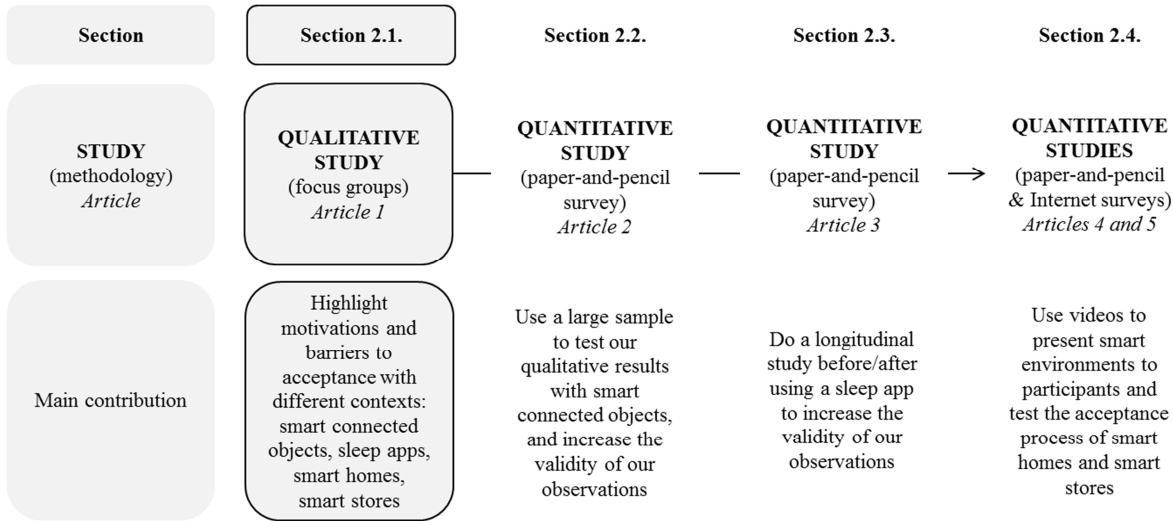 Section
Section 2.1.
Section 2.2.
Section 2.3.
Section 2.4.
STUDY
(methodology)
Article
QUALITATIVE
STUDY
(focus groups)
Article 1
QUANTITATIVE
STUDY
(paper-and-pencil
survey)
Article 2
QUANTITATIVE
STUDY
(paper-and-pencil
survey)
Article 3
QUANTITATIVE
STUDIES
(paper-and-pencil
& Internet surveys)
Articles 4 and 5
Main contribution
Highlight
motivations and
barriers to
acceptance with
different contexts:
smart connected
objects, sleep apps,
smart homes,
smart stores
Use a large sample
to test our
qualitative results
with smart
connected objects,
and increase the
validity of our
observations
Do a longitudinal
study before/after
using a sleep app
to increase the
validity of our
observations
Use videos to
present smart
environments to
participants and
test the acceptance
process of smart
homes and smart
stores